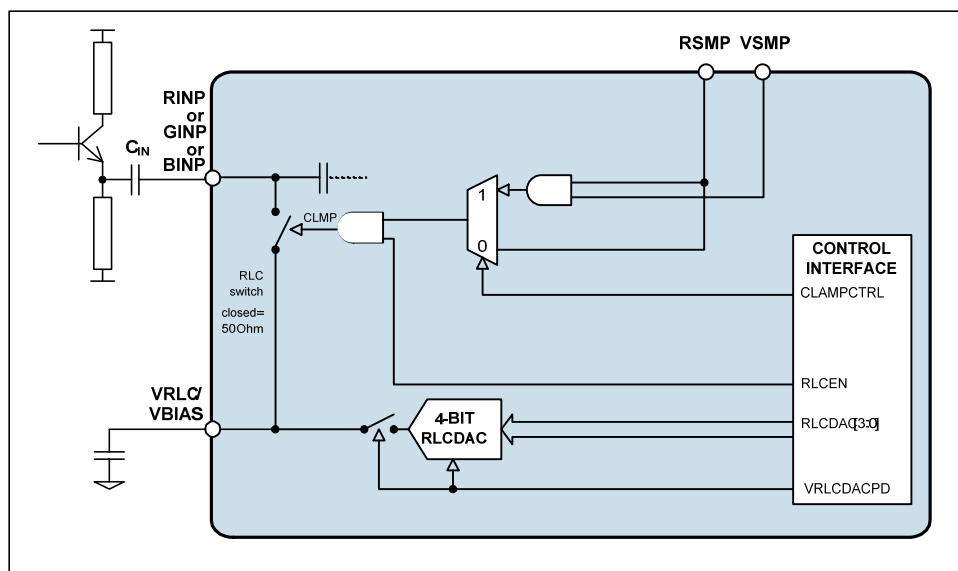 RSMP VSMP
RINP
or
GINP
or
BINP
CIN
1
0
CLMP
RLC
switch
closed=
50Ohm
CONTROL
INTERFACE
CLAMPCTRL
RLCEN
RLCDAC[3:0]
VRLCDACPD
VRLC/
VBIAS
4-BIT
RLCDAC